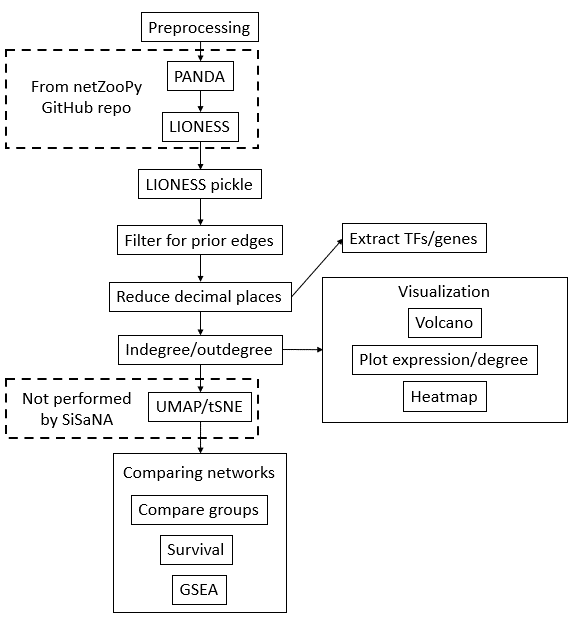 Preprocessing
From netZooPy
GitHub repo
PANDA
LIONESS
LIONESS pickle
Filter for prior edges
Extract TFs/genes
Reduce decimal places
Visualization
Volcano
Plot expression/degree
Heatmap
Indegree/outdegree
Not performed
by SiSaNA
UMAP/tSNE
Comparing networks
Compare groups
Survival
GSEA